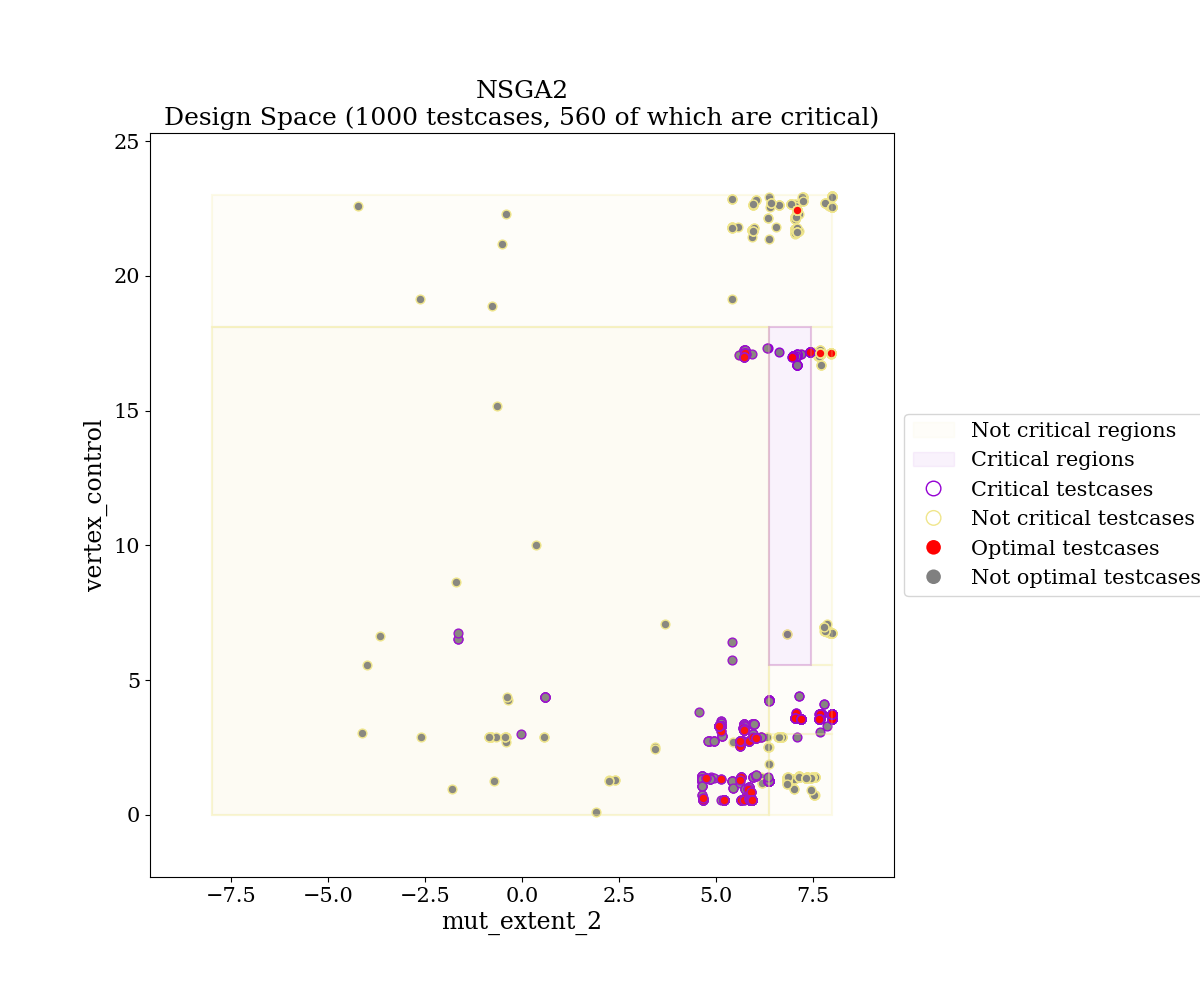 NSGA2
Design Space (1000 testcases, 560 of which are critical)
25
20
15
10
5
0
vertex_control
−7.5
−5.0
−2.5
0.0
2.5
5.0
7.5
mut_extent_2
Not critical regions
Critical regions
Critical testcases
Not critical testcases
Optimal testcases
Not optimal testcases